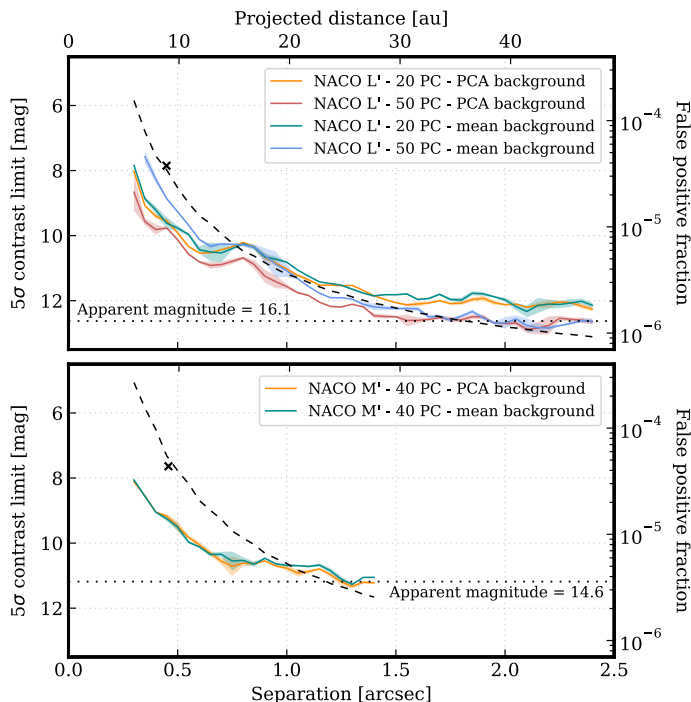 Projected distance [au]
0 10 20 30 40
NACO L' - 20 PC - PCA background
NACO L' - 50 PC - PCA background
NACO L' - 20 PC - mean background
NACO L' - 50 PC - mean background
5σ contrast limit [mag]
6
8
10
12
Apparent magnitude = 16.1
False positive fraction
10⁻⁴
10⁻⁵
10⁻⁶
NACO M' - 40 PC - PCA background
NACO M' - 40 PC - mean background
5σ contrast limit [mag]
6
8
10
12
Apparent magnitude = 14.6
False positive fraction
10⁻⁴
10⁻⁵
10⁻⁶
0.0 0.5 1.0 1.5 2.0 2.5
Separation [arcsec]